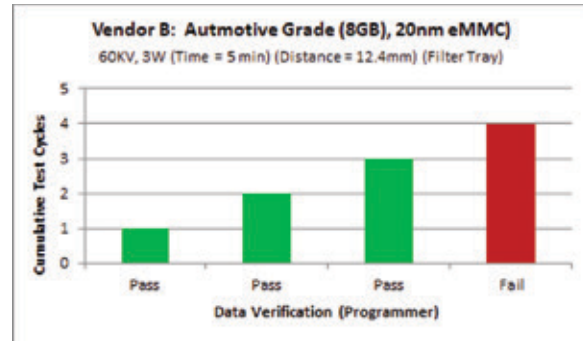 Vendor B: Autmotive Grade (8GB), 20nm eMMC)
60KV, 3W (Time = 5 min) (Distance = 12.4mm) (Filter Tray)
Cumulative Test Cycles
5
4
3
2
1
0
Pass Pass Pass Fail
Data Verification (Programmer)